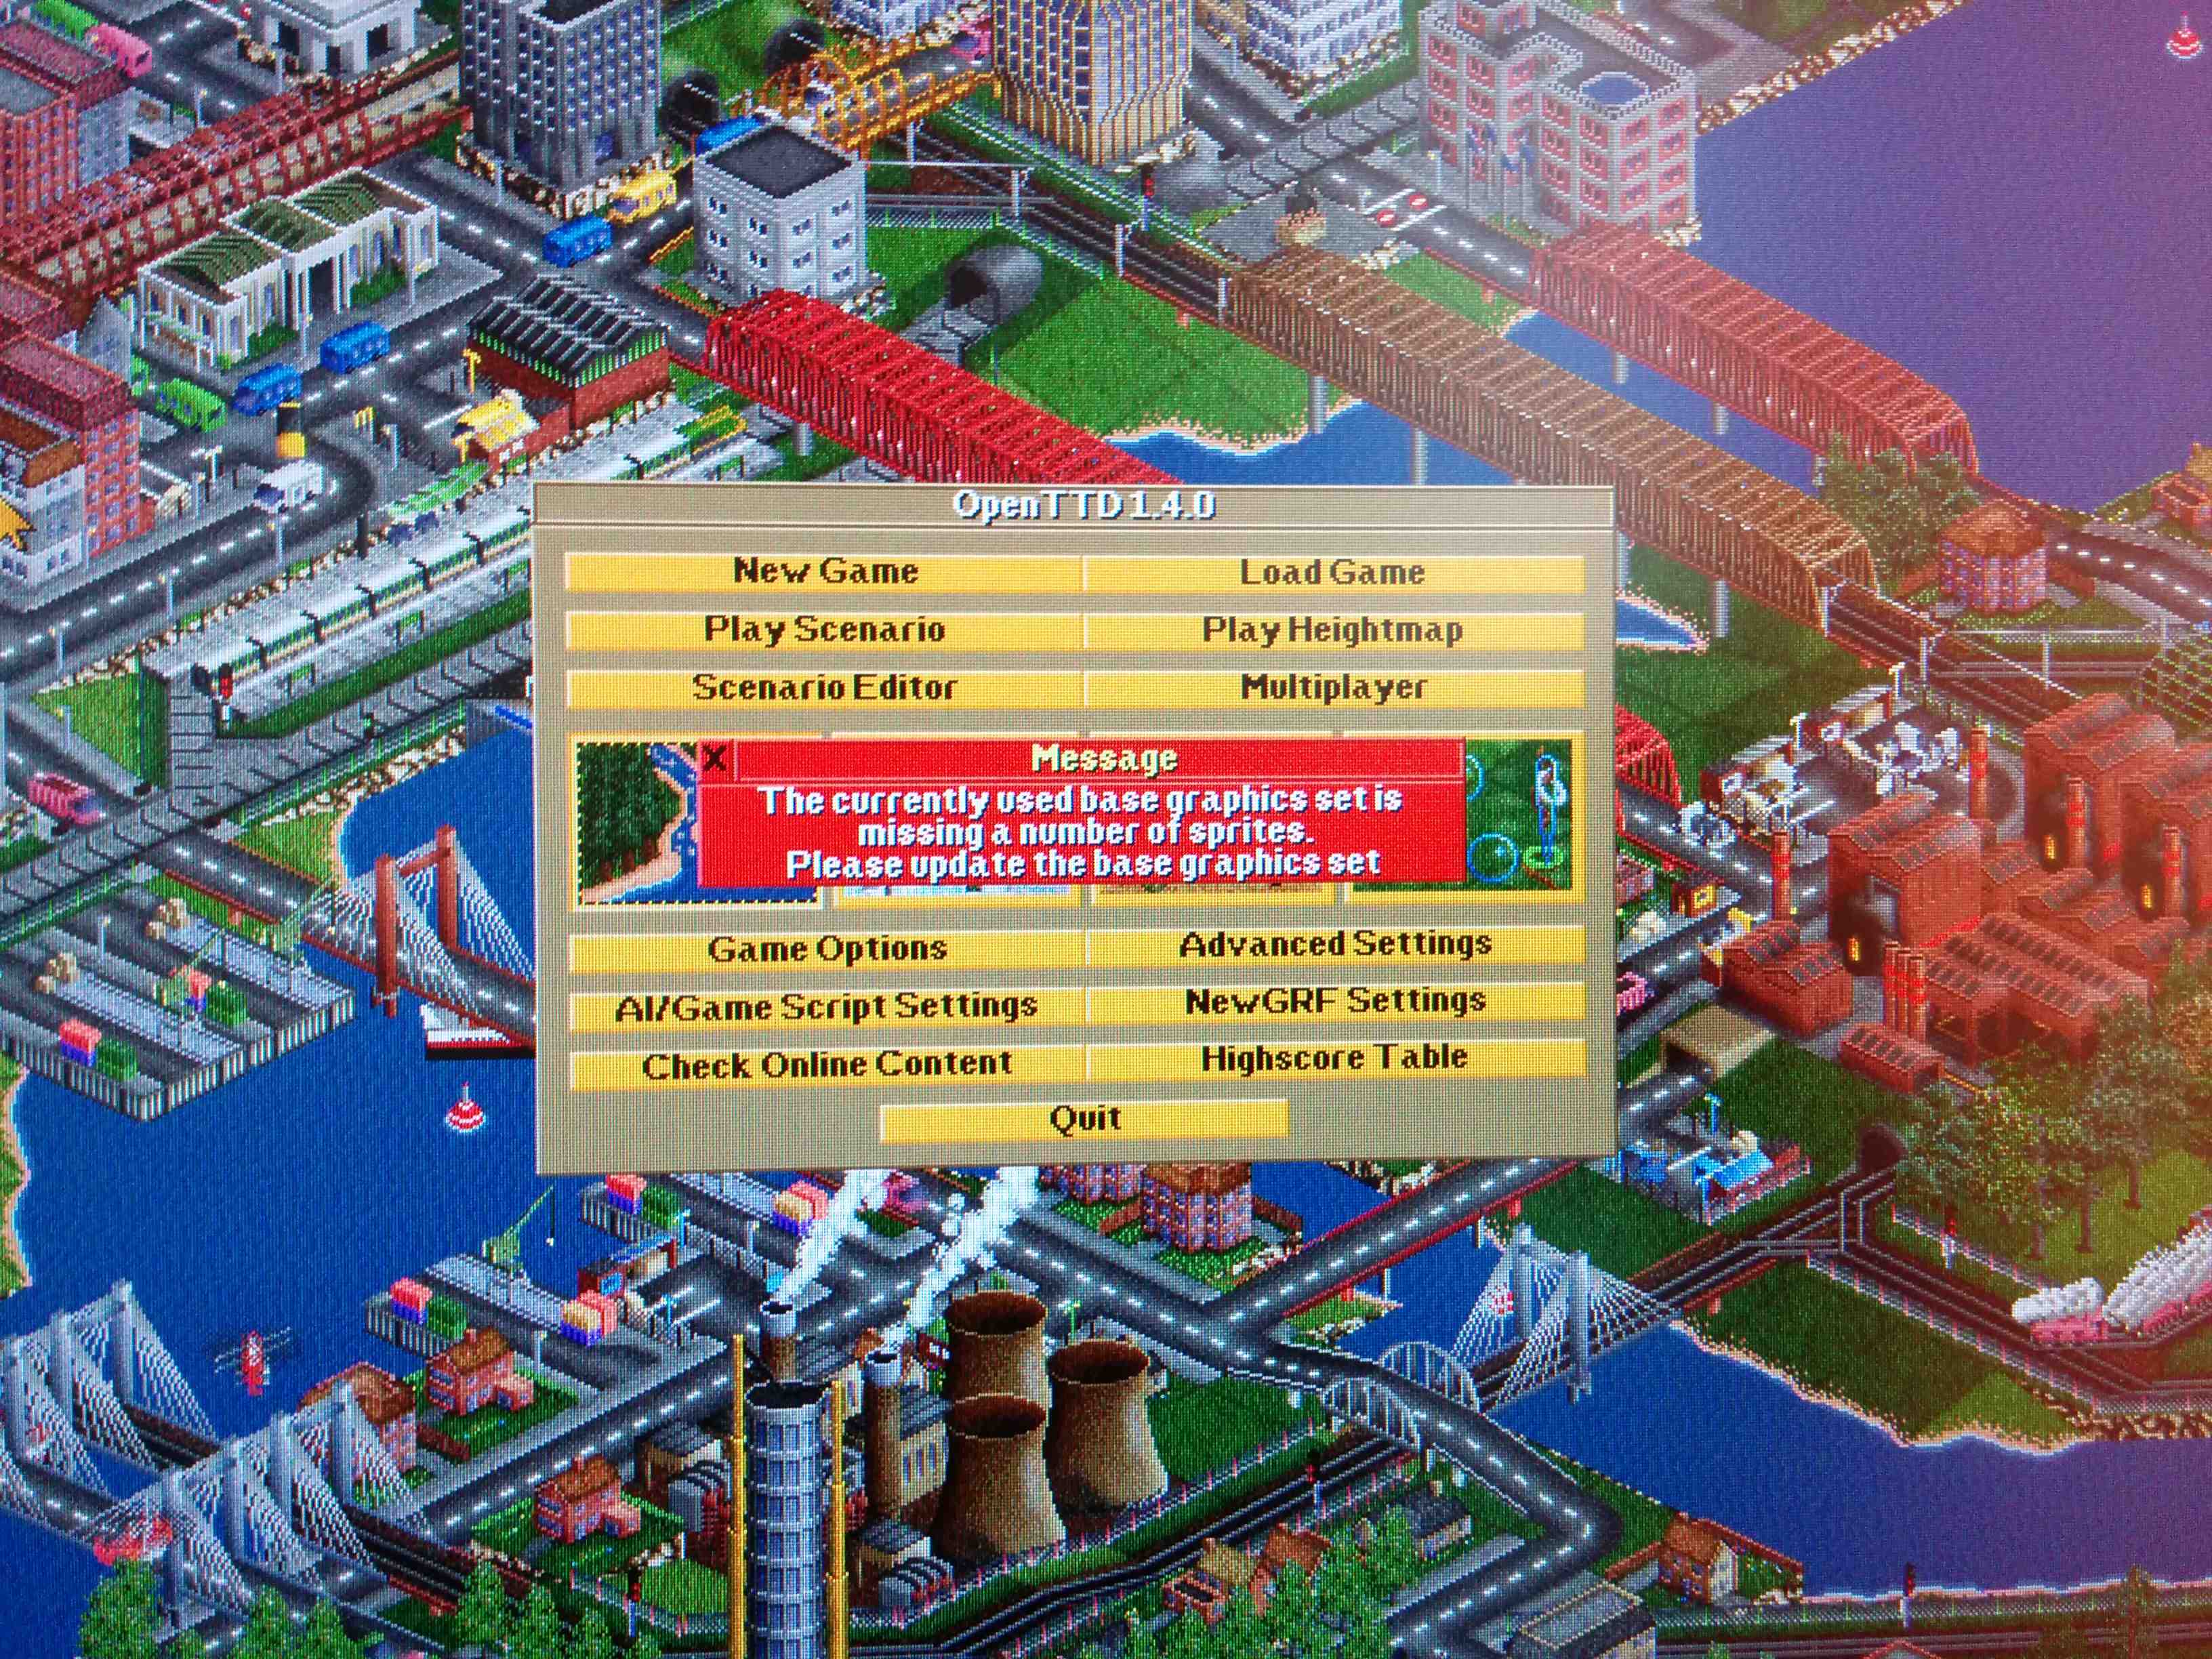 OpenTTD 1.4.0
New Game
Load Game
Play Scenario
Play Heightmap
Scenario Editor
Multiplayer
X
Message
The currently used base graphics set is
missing a number of sprites.
Please update the base graphics set
Game Options
Advanced Settings
AI/Game Script Settings
NewGRF Settings
Check Online Content
Highscore Table
Quit